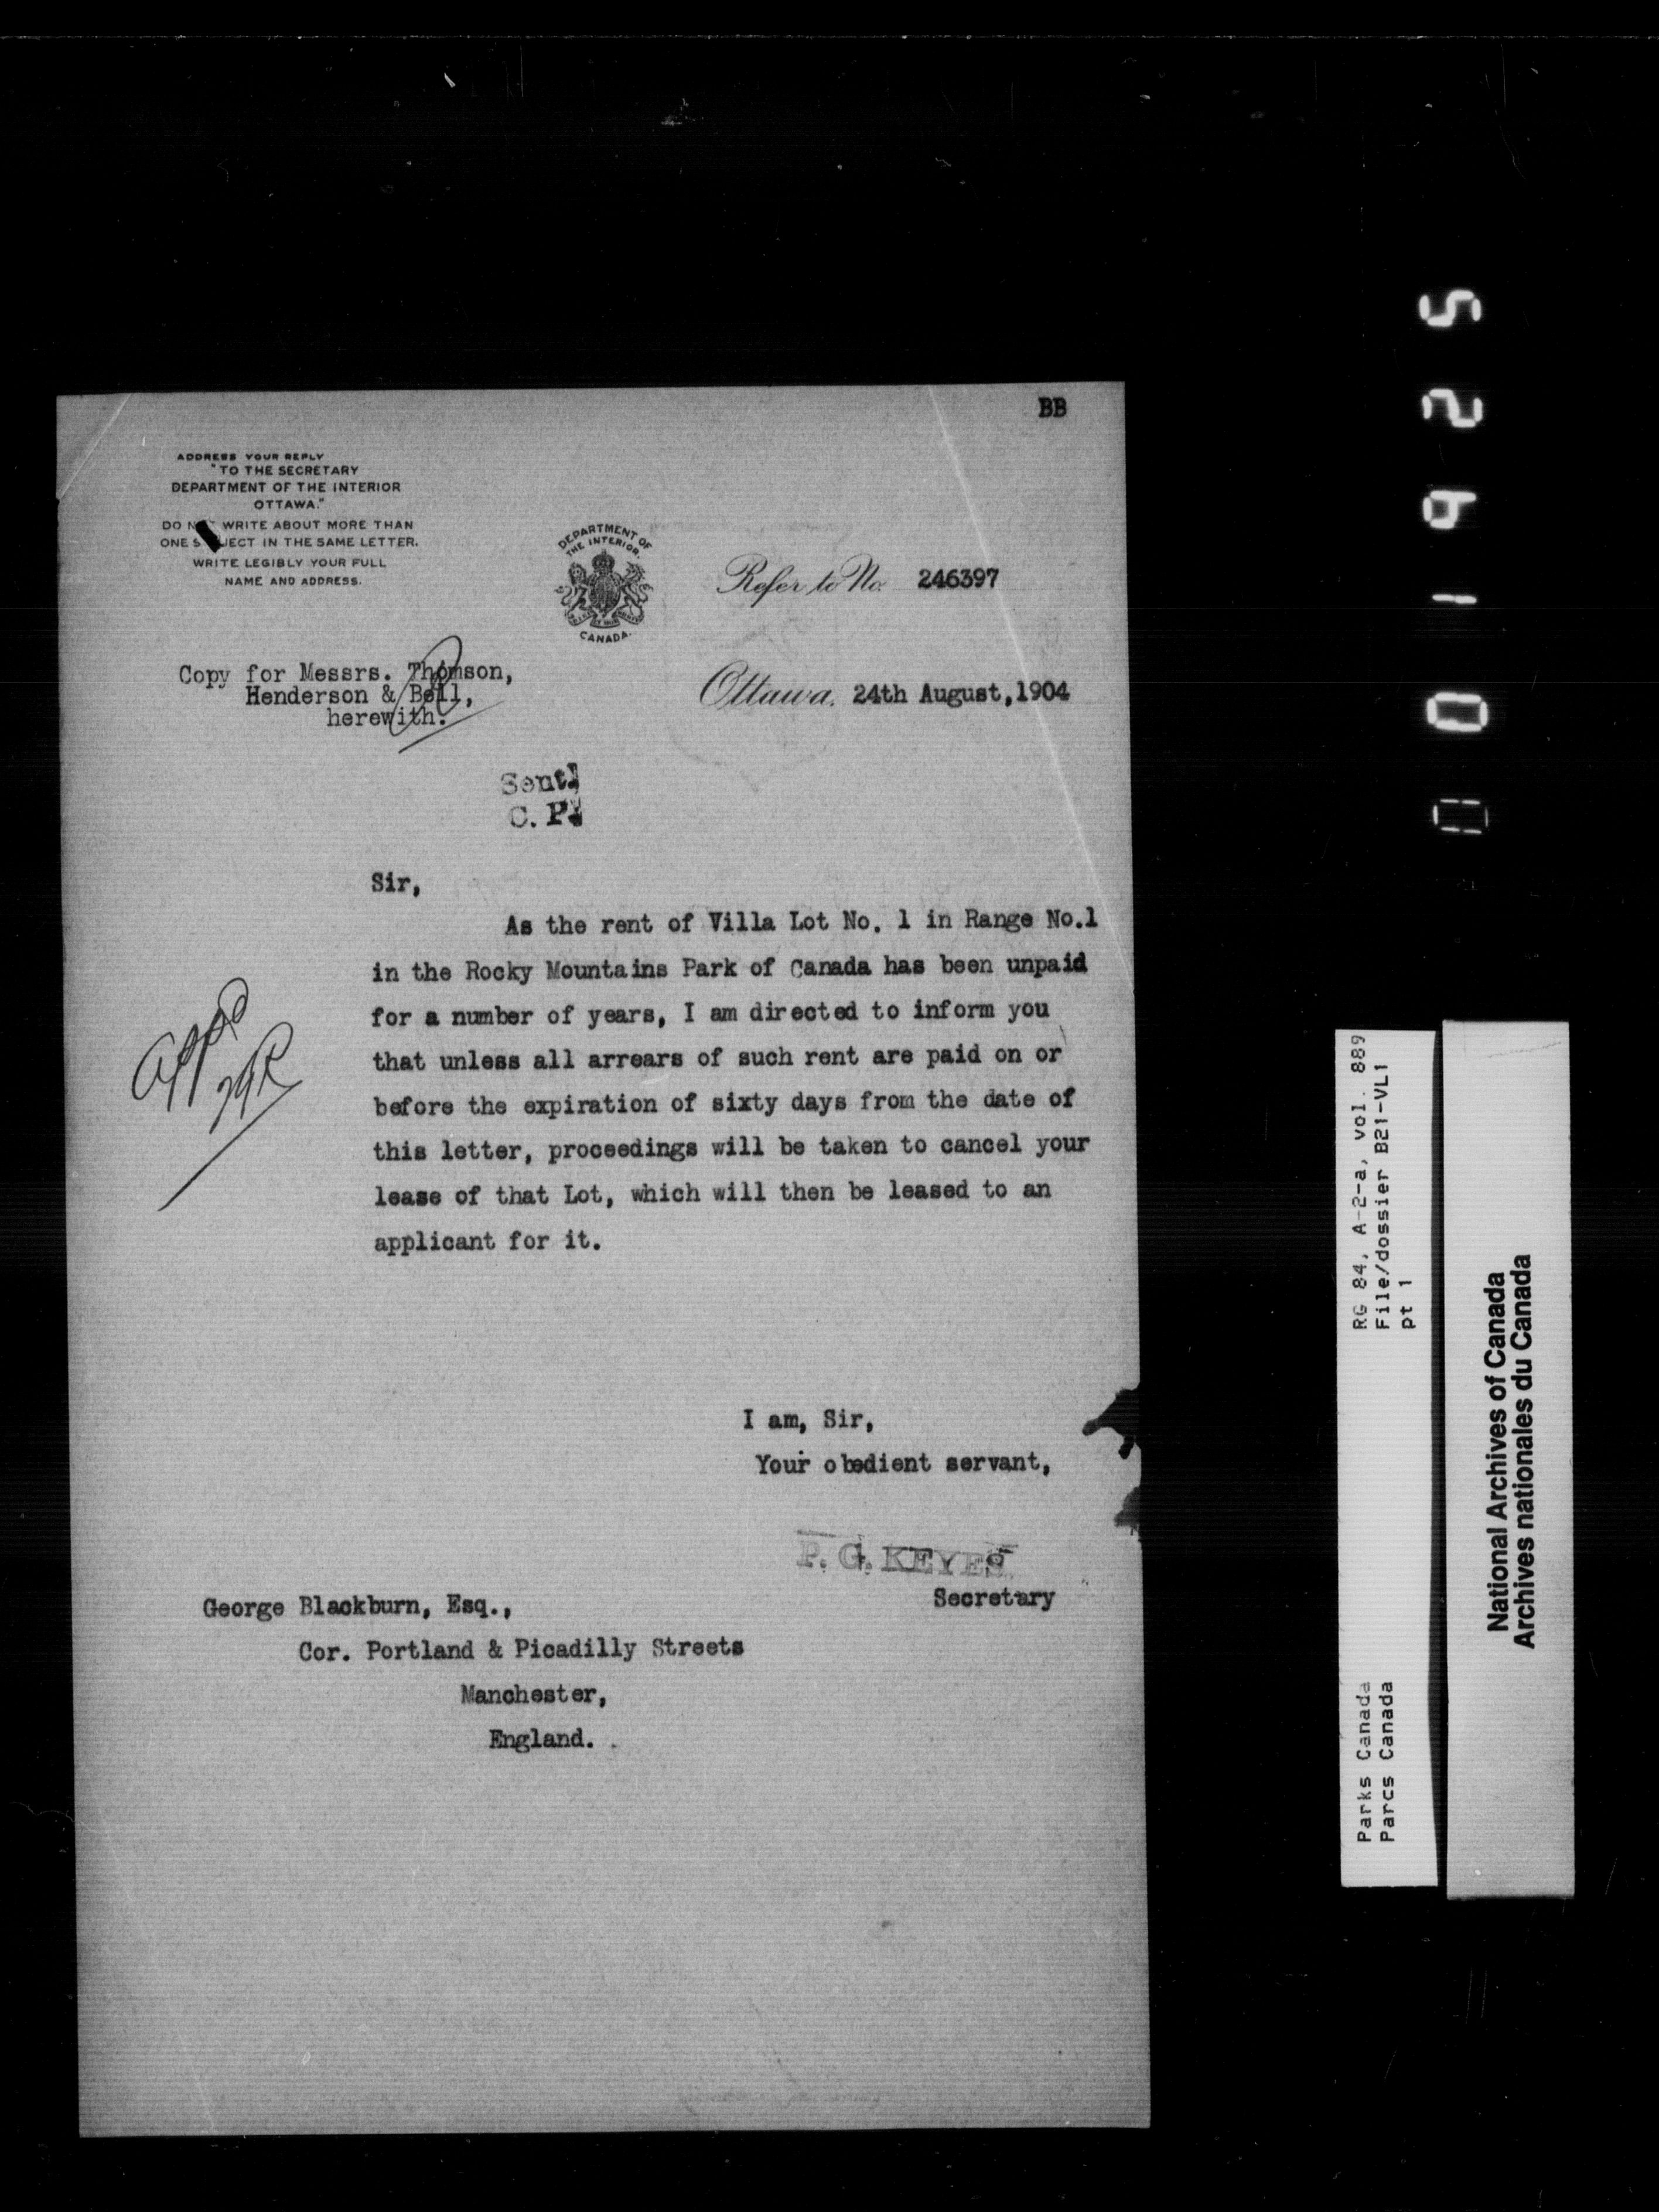 BB
ADDRESS YOUR REPLY
"TO THE SECRETARY
DEPARTMENT OF THE INTERIOR
OTTAWA."
DO NOT WRITE ABOUT MORE THAN
ONE SUBJECT IN THE SAME LETTER.
WRITE LEGIBLY YOUR FULL
NAME AND ADDRESS.
DEPARTMENT OF
THE INTERIOR.
CANADA.
Refer to No. 246397
Copy for Messrs. Thomson,
Henderson & Bell,
herewith.
Ottawa, 24th August, 1904
Sent
C. P.
Sir,
As the rent of Villa Lot No. 1 in Range No.1
in the Rocky Mountains Park of Canada has been unpaid
for a number of years, I am directed to inform you
that unless all arrears of such rent are paid on or
before the expiration of sixty days from the date of
this letter, proceedings will be taken to cancel your
lease of that Lot, which will then be leased to an
applicant for it.
I am, Sir,
Your obedient servant,
P. G. KEYES
Secretary
George Blackburn, Esq.,
Cor. Portland & Picadilly Streets
Manchester,
England.
001925
RG 84, A-2-a, vol. 889
File/dossier B21-VL1
pt 1
Parks Canada
Parcs Canada
National Archives of Canada
Archives nationales du Canada